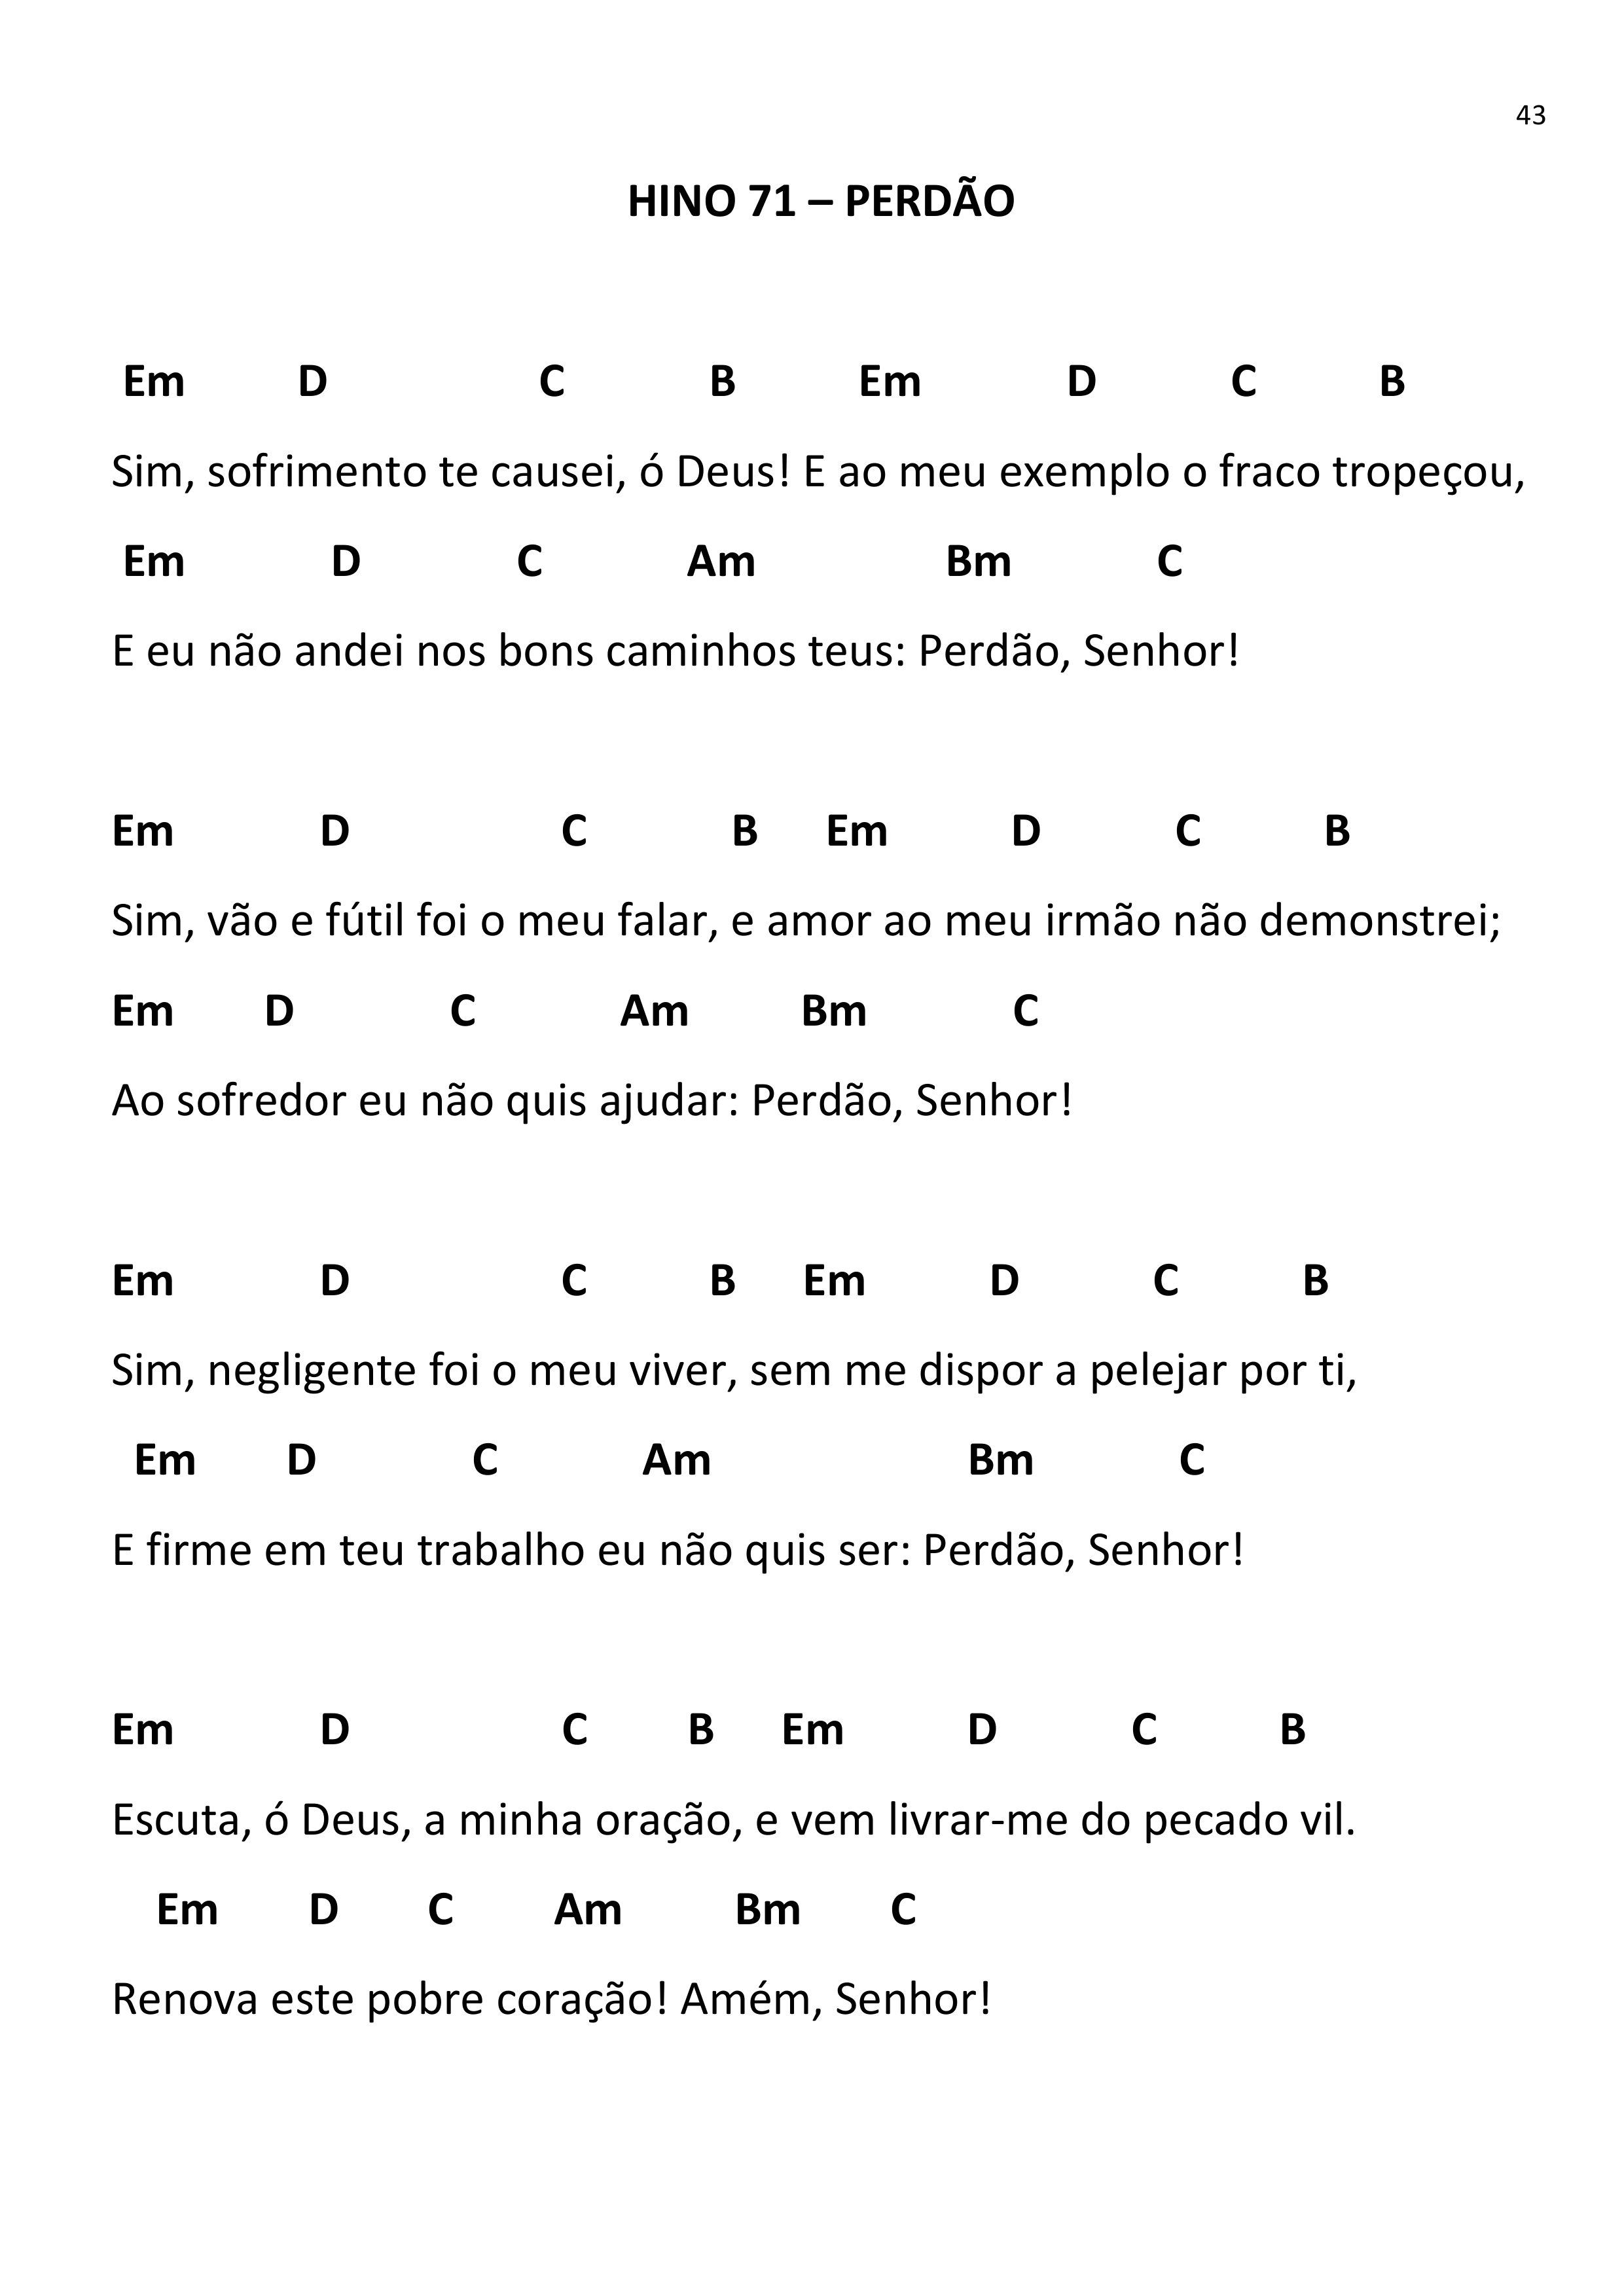 43
HINO 71 – PERDÃO
Em D C B Em D C B
Sim, sofrimento te causei, ó Deus! E ao meu exemplo o fraco tropeçou,
Em D C Am Bm C
E eu não andei nos bons caminhos teus: Perdão, Senhor!
Em D C B Em D C B
Sim, vão e fútil foi o meu falar, e amor ao meu irmão não demonstrei;
Em D C Am Bm C
Ao sofredor eu não quis ajudar: Perdão, Senhor!
Em D C B Em D C B
Sim, negligente foi o meu viver, sem me dispor a pelejar por ti,
Em D C Am Bm C
E firme em teu trabalho eu não quis ser: Perdão, Senhor!
Em D C B Em D C B
Escuta, ó Deus, a minha oração, e vem livrar-me do pecado vil.
Em D C Am Bm C
Renova este pobre coração! Amém, Senhor!